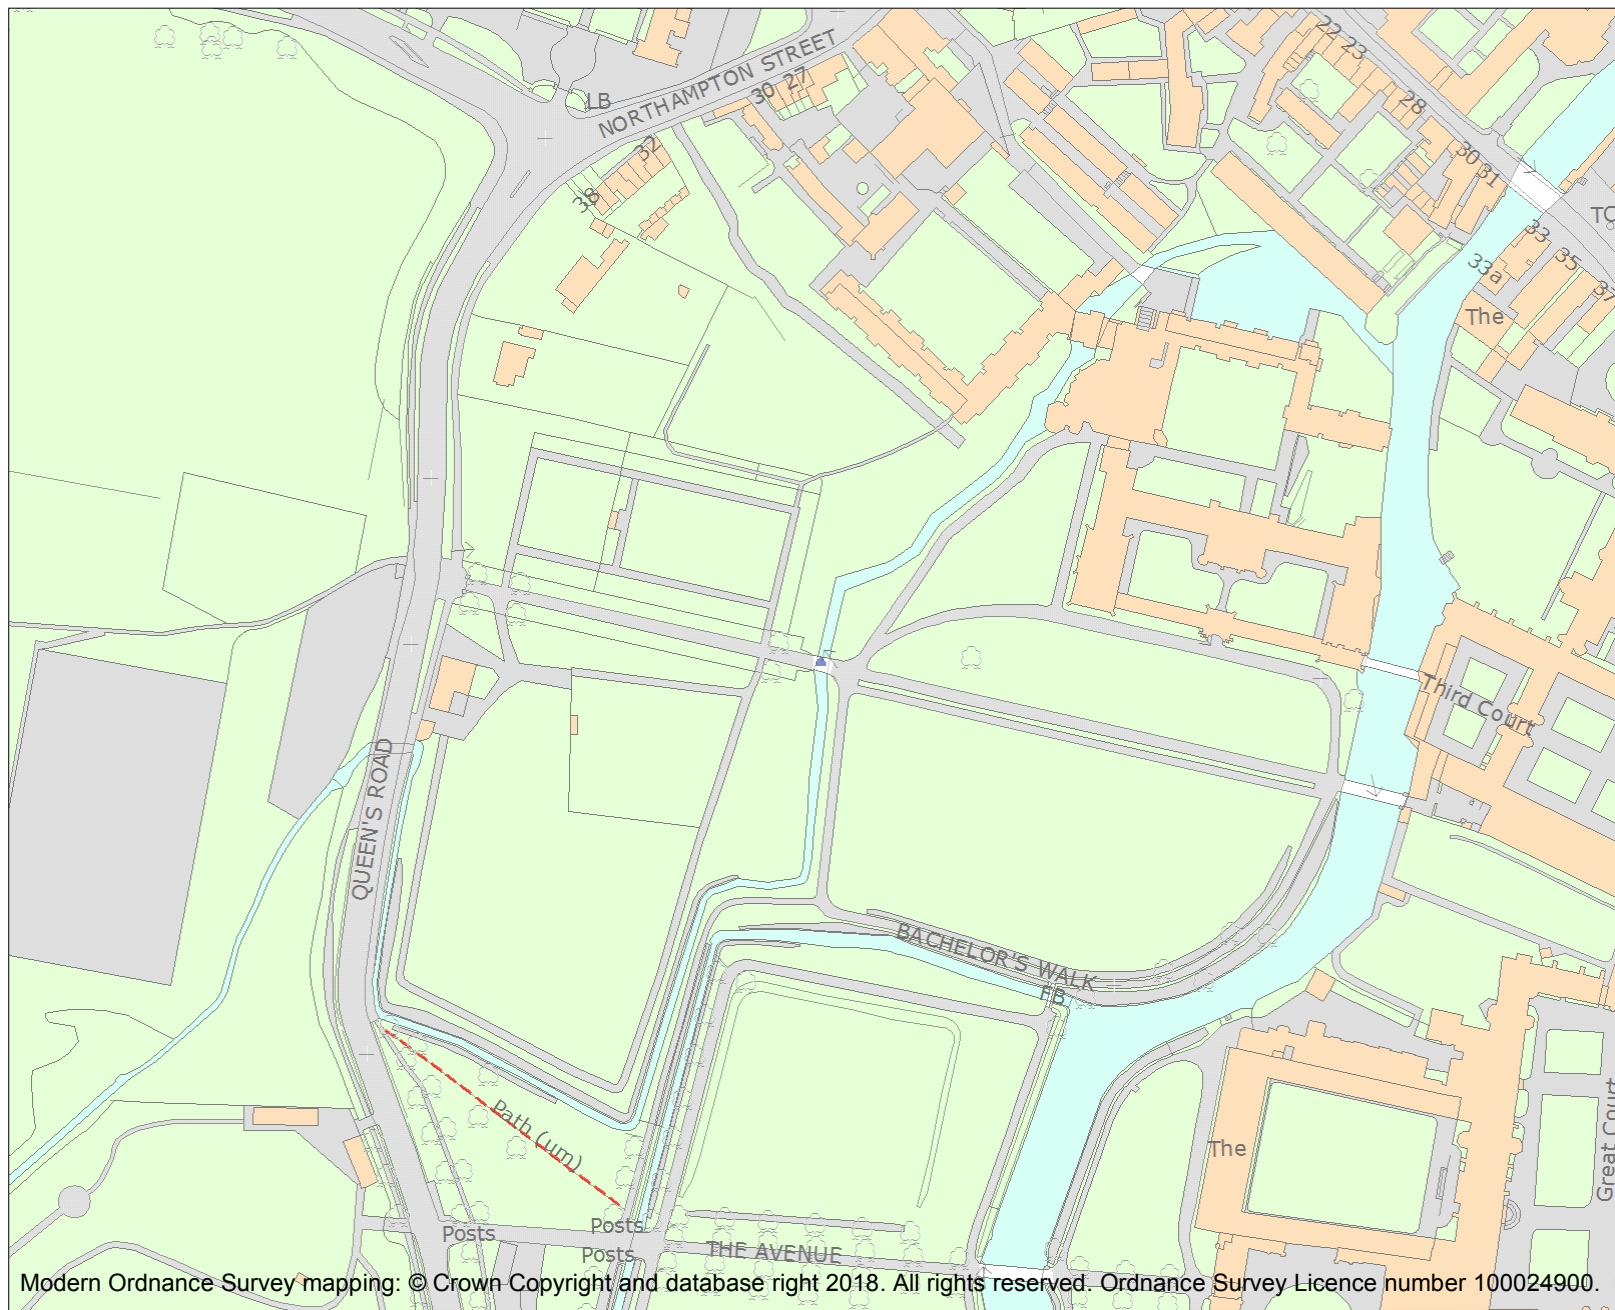 NORTHAMPTON STREET
LB
30 27
32
38
22 23
28
30
31
TC
33
35
33a
37
The
Third Court
QUEEN'S ROAD
BACHELOR'S WALK
FB
Path (um)
The
Great Court
Posts
Posts
Posts
THE AVENUE
Modern Ordnance Survey mapping: © Crown Copyright and database right 2018. All rights reserved. Ordnance Survey Licence number 100024900.